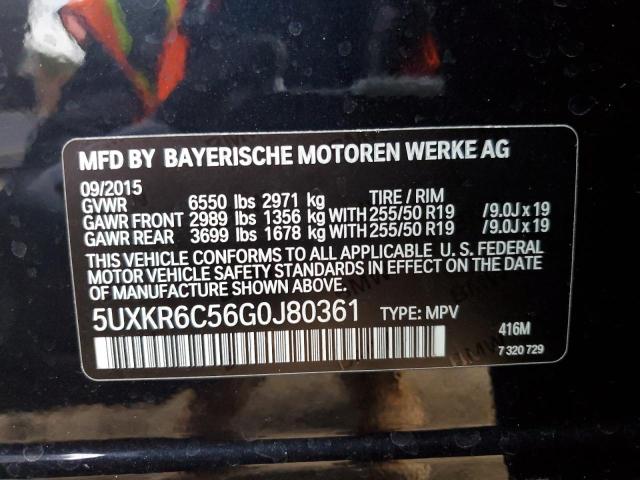 MFD BY BAYERISCHE MOTOREN WERKE AG
09/2015
GVWR 6550 lbs 2971 kg TIRE / RIM
GAWR FRONT 2989 lbs 1356 kg WITH 255/50 R19 /9.0J x 19
GAWR REAR 3699 lbs 1678 kg WITH 255/50 R19 /9.0J x 19
THIS VEHICLE CONFORMS TO ALL APPLICABLE U. S. FEDERAL
MOTOR VEHICLE SAFETY STANDARDS IN EFFECT ON THE DATE
OF MANUFACTURE SHOWN ABOVE.
5UXKR6C56G0J80361 TYPE: MPV
416M
7 320 729